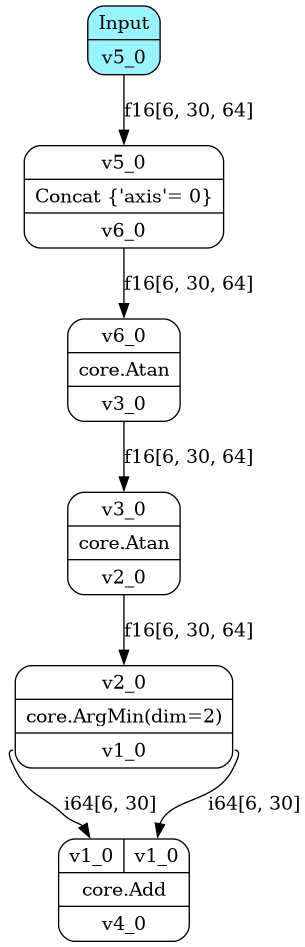 Input
v5_0
f16[6, 30, 64]
v5_0
Concat {'axis'= 0}
v6_0
f16[6, 30, 64]
v6_0
core.Atan
v3_0
f16[6, 30, 64]
v3_0
core.Atan
v2_0
f16[6, 30, 64]
v2_0
core.ArgMin(dim=2)
v1_0
i64[6, 30] i64[6, 30]
v1_0 v1_0
core.Add
v4_0